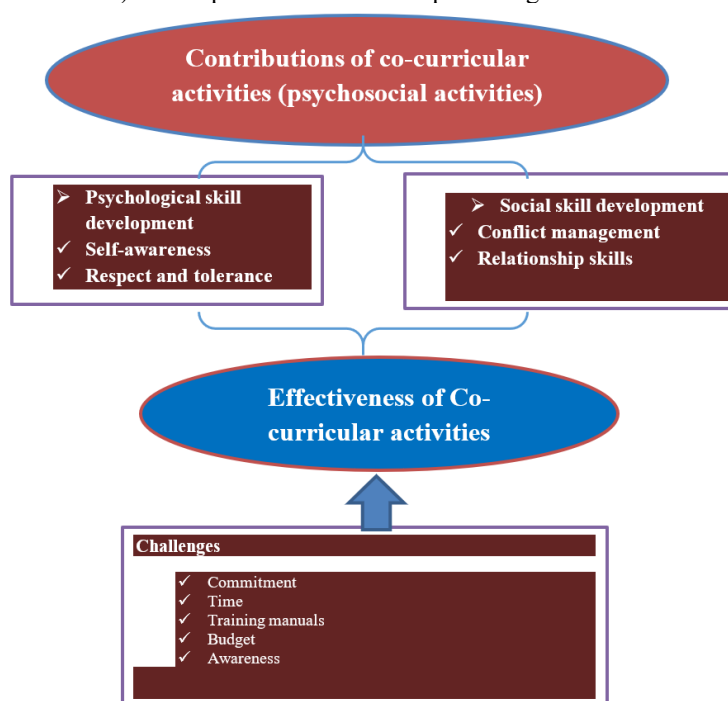 Contributions of co-curricular
activities (psychosocial activities)
➢ Psychological skill
development
✓ Self-awareness
✓ Respect and tolerance
➢ Social skill development
✓ Conflict management
✓ Relationship skills
Effectiveness of Co-
curricular activities
Challenges
✓ Commitment
✓ Time
✓ Training manuals
✓ Budget
✓ Awareness